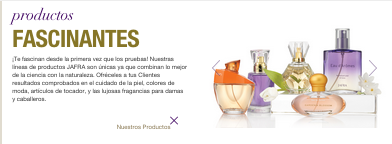 productos
FASCINANTES
¡Te fascinan desde la primera vez que los pruebas! Nuestras
líneas de productos JAFRA son únicas ya que combinan lo mejor
de la ciencia con la naturaleza. Ofréceles a tus Clientes
resultados comprobados en el cuidado de la piel, colores de
moda, artículos de tocador, y las lujosas fragancias para damas
y caballeros.
Nuestros Productos
JAFRA